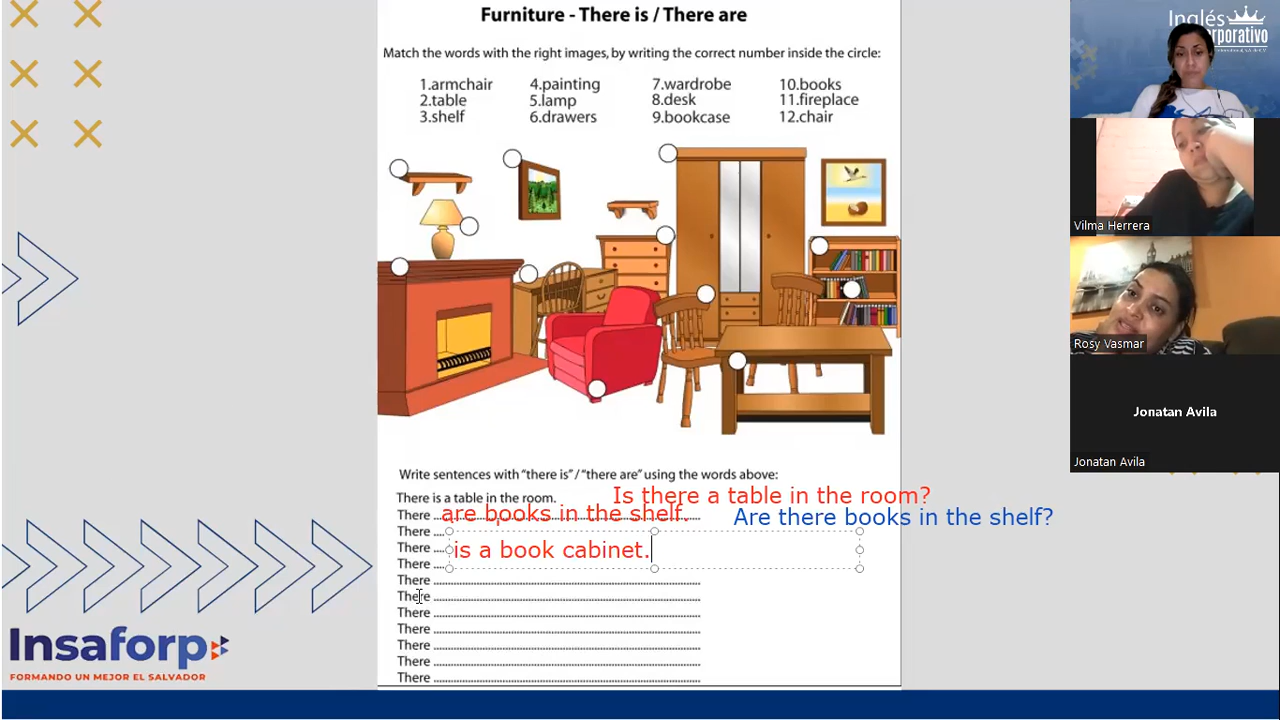 Furniture - There is / There are
Match the words with the right images, by writing the correct number inside the circle:
1.armchair 4.painting 7.wardrobe 10.books
2.table 5.lamp 8.desk 11.fireplace
3.shelf 6.drawers 9.bookcase 12.chair
Write sentences with "there is" / "there are" using the words above:
There is a table in the room. Is there a table in the room?
There are books in the shelf. Are there books in the shelf?
There
There is a book cabinet.
There
There
There
There
There
There
There
There
Insaforp
FORMANDO UN MEJOR EL SALVADOR
Inglés
Vilma Herrera
Rosy Vasmar
Jonatan Avila
Jonatan Avila